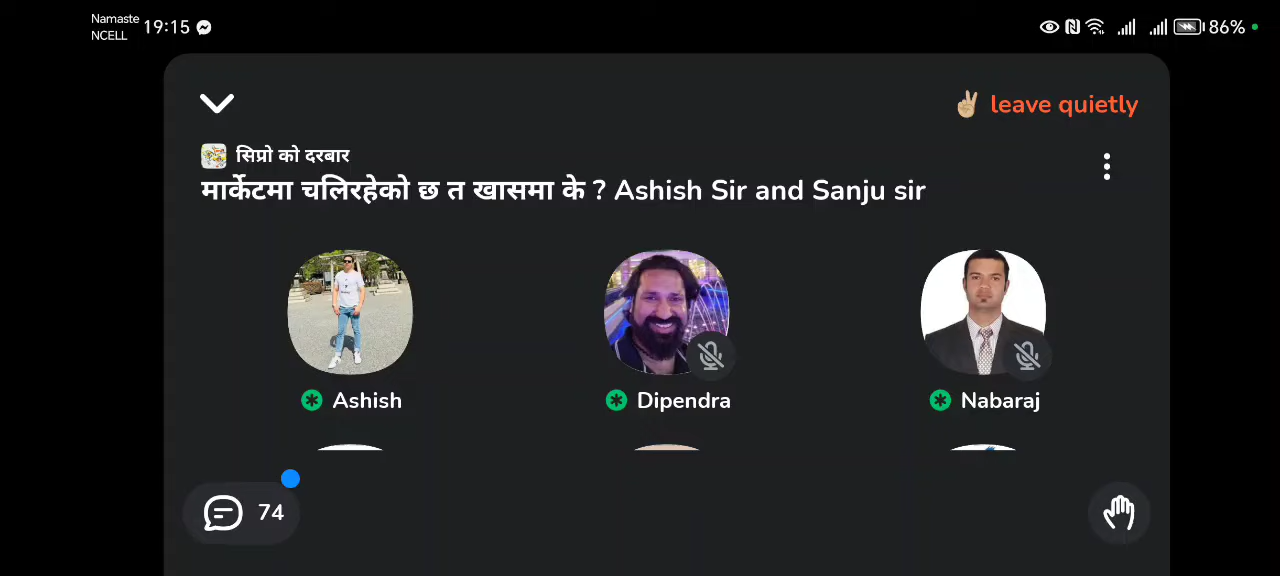 Namaste
NCELL
19:15
86%
✌🏼 leave quietly
सिप्रो को दरबार
मार्केटमा चलिरहेको छ त खासमा के ? Ashish Sir and Sanju sir
Ashish
Dipendra
Nabaraj
74